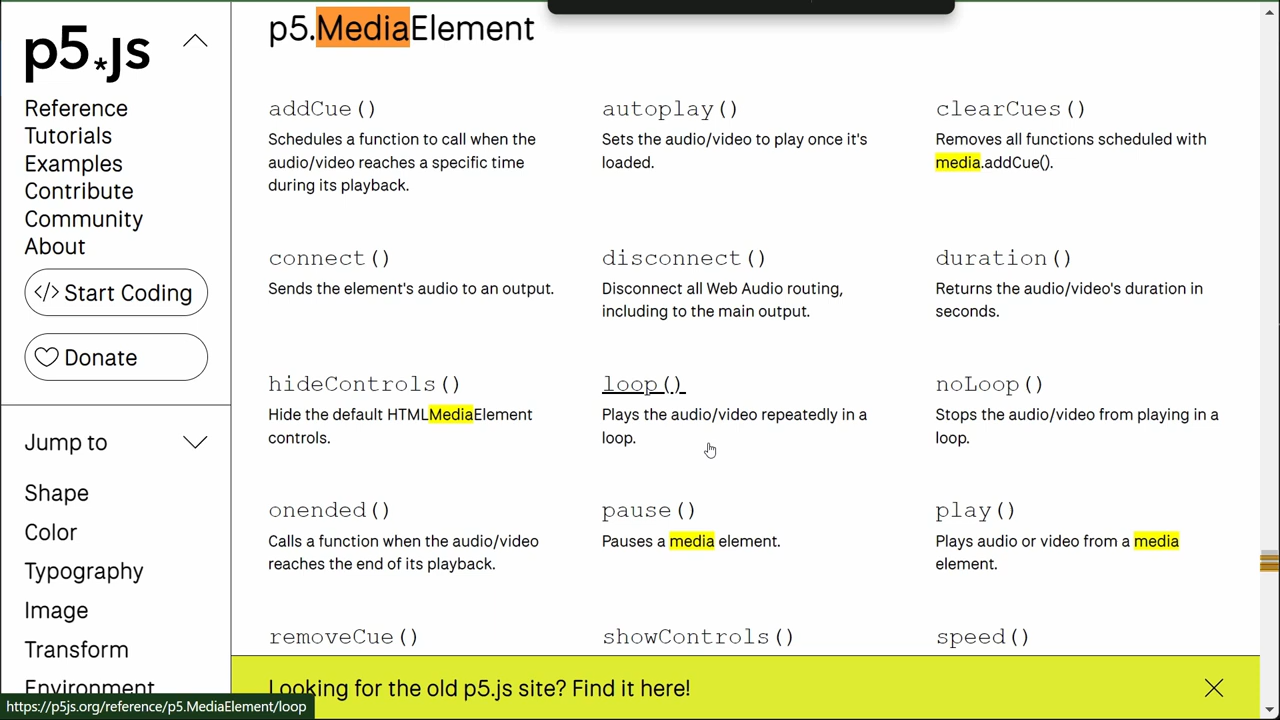 p5.js
Reference
Tutorials
Examples
Contribute
Community
About
</> Start Coding
Donate
Jump to
Shape
Color
Typography
Image
Transform
Environment
p5.MediaElement
addCue()
Schedules a function to call when the
audio/video reaches a specific time
during its playback.
autoplay()
Sets the audio/video to play once it's
loaded.
clearCues()
Removes all functions scheduled with
media.addCue().
connect()
Sends the element's audio to an output.
disconnect()
Disconnect all Web Audio routing,
including to the main output.
duration()
Returns the audio/video's duration in
seconds.
hideControls()
Hide the default HTMLMediaElement
controls.
loop()
Plays the audio/video repeatedly in a
loop.
noLoop()
Stops the audio/video from playing in a
loop.
onended()
Calls a function when the audio/video
reaches the end of its playback.
pause()
Pauses a media element.
play()
Plays audio or video from a media
element.
removeCue()
showControls()
speed()
Looking for the old p5.js site? Find it here!
https://p5js.org/reference/p5.MediaElement/loop